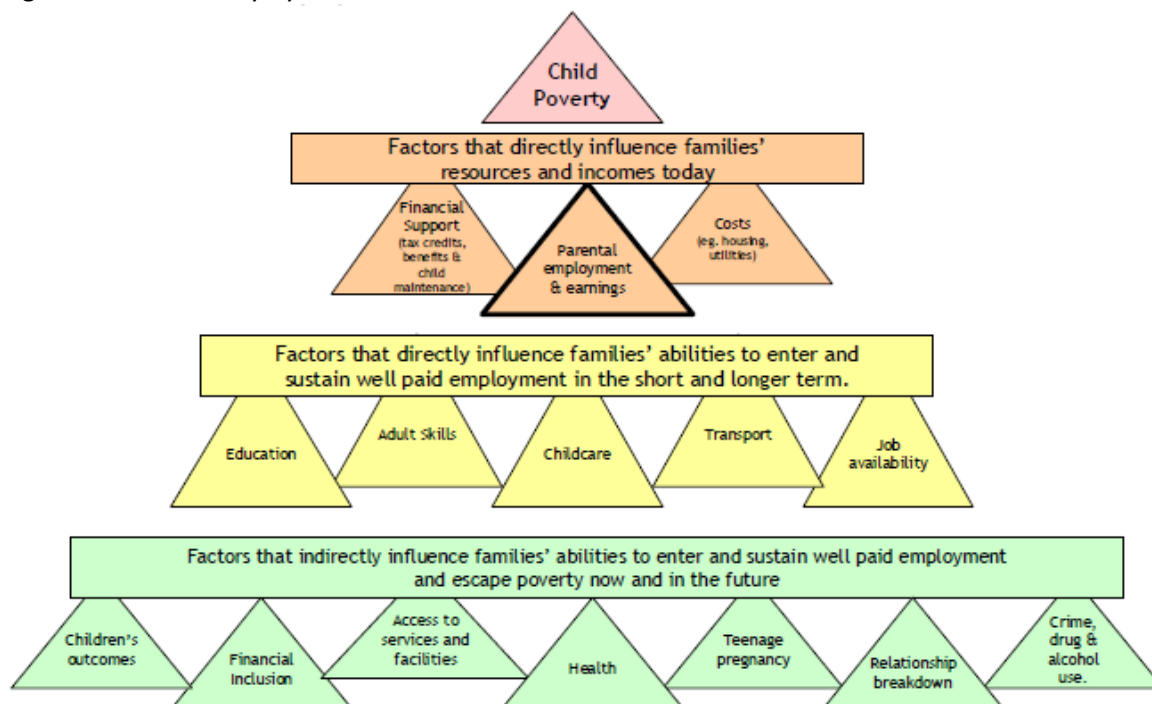 Child
Poverty
Factors that directly influence families'
resources and incomes today
Financial
Support
(tax credits,
benefits &
child
maintenance)
Parental
employment
& earnings
Costs
(eg. housing,
utilities)
Factors that directly influence families' abilities to enter and
sustain well paid employment in the short and longer term.
Education
Adult Skills
Childcare
Transport
Job
availability
Factors that indirectly influence families' abilities to enter and sustain well paid employment
and escape poverty now and in the future
Children's
outcomes
Financial
Inclusion
Access to
services and
facilities
Health
Teenage
pregnancy
Relationship
breakdown
Crime,
drug &
alcohol
use.